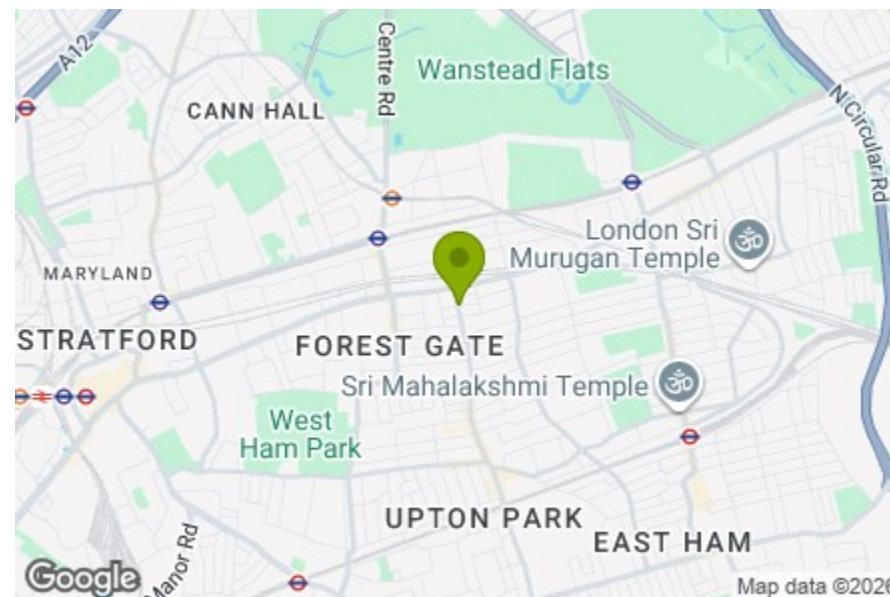 A12
Centre Rd
Wanstead Flats
CANN HALL
N Circular Rd
London Sri
Murugan Temple
MARYLAND
STRATFORD
FOREST GATE
Sri Mahalakshmi Temple
West
Ham Park
UPTON PARK
EAST HAM
Manor Rd
Google
Map data ©2026